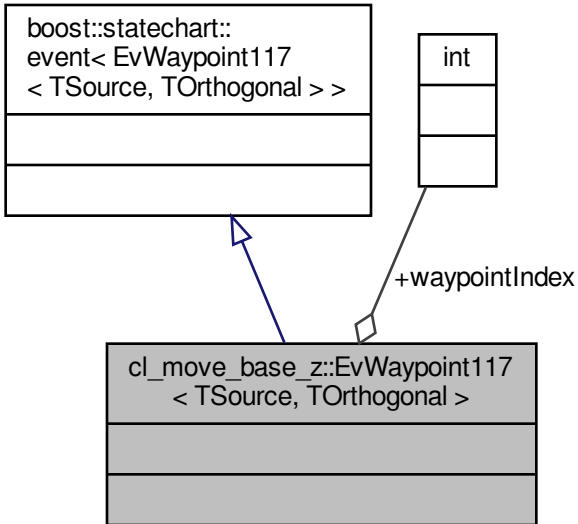 boost::statechart::
event< EvWaypoint117
< TSource, TOrthogonal > >
int
+waypointIndex
cl_move_base_z::EvWaypoint117
< TSource, TOrthogonal >